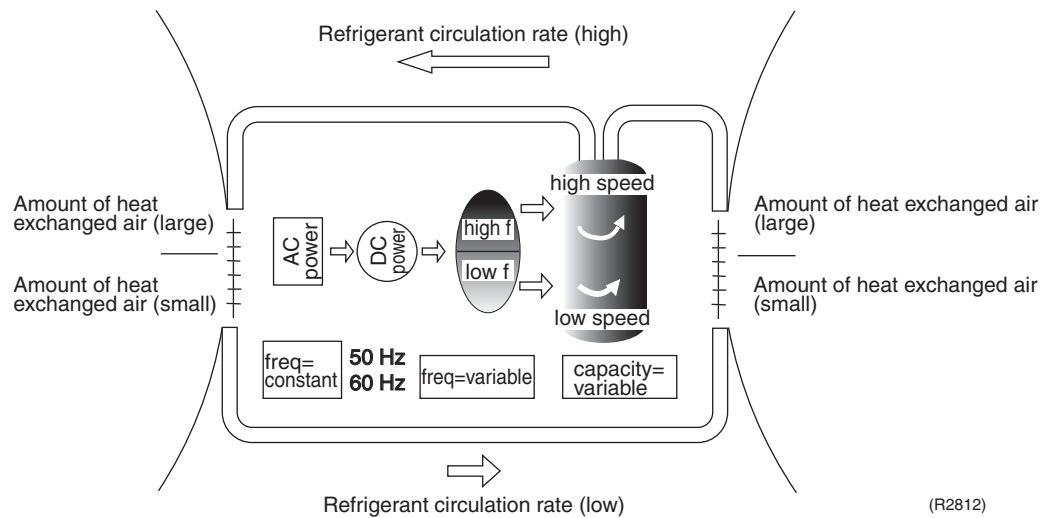 Refrigerant circulation rate (high)
high speed
Amount of heat
exchanged air (large)
Amount of heat exchanged air
(large)
AC
power
DC
power
high f
low f
Amount of heat
exchanged air (small)
Amount of heat exchanged air
(small)
low speed
freq=
constant
50 Hz
60 Hz
freq=variable
capacity=
variable
Refrigerant circulation rate (low)
(R2812)